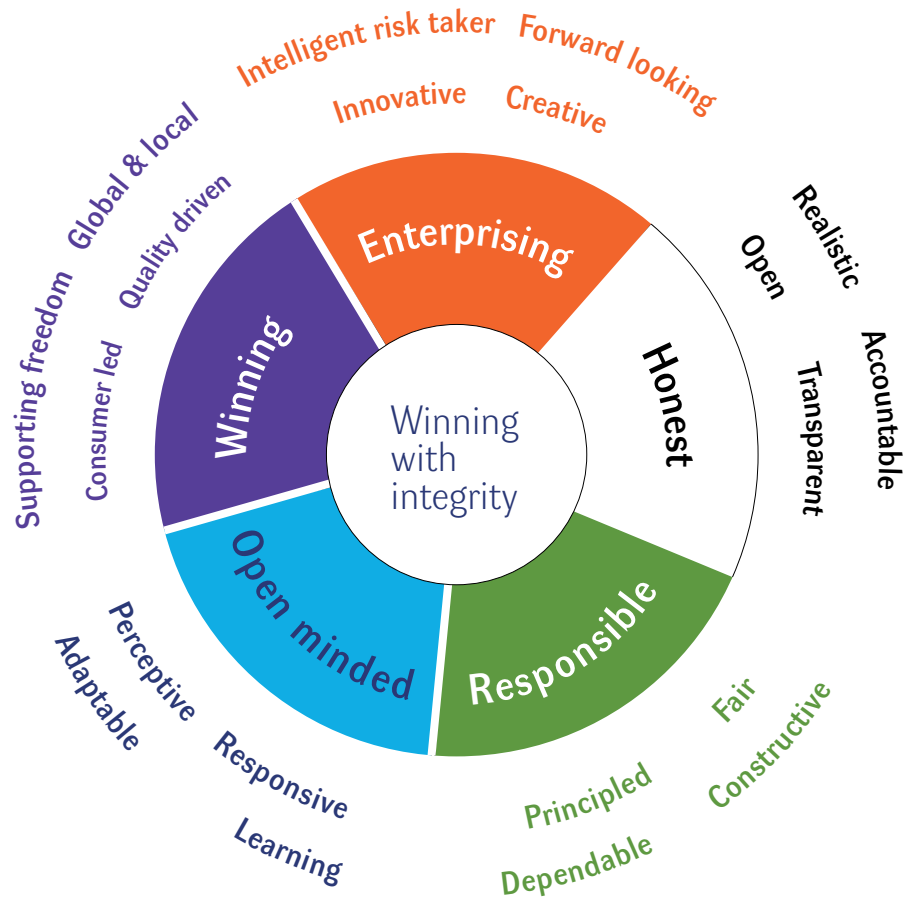 Intelligent risk taker
Forward looking
Innovative
Creative
Enterprising
Realistic
Open
Accountable
Transparent
Honest
Fair
Constructive
Principled
Dependable
Responsible
Perceptive
Adaptable
Responsive
Learning
Open minded
Global & local
Quality driven
Supporting freedom
Consumer led
Winning
Winning
with
integrity